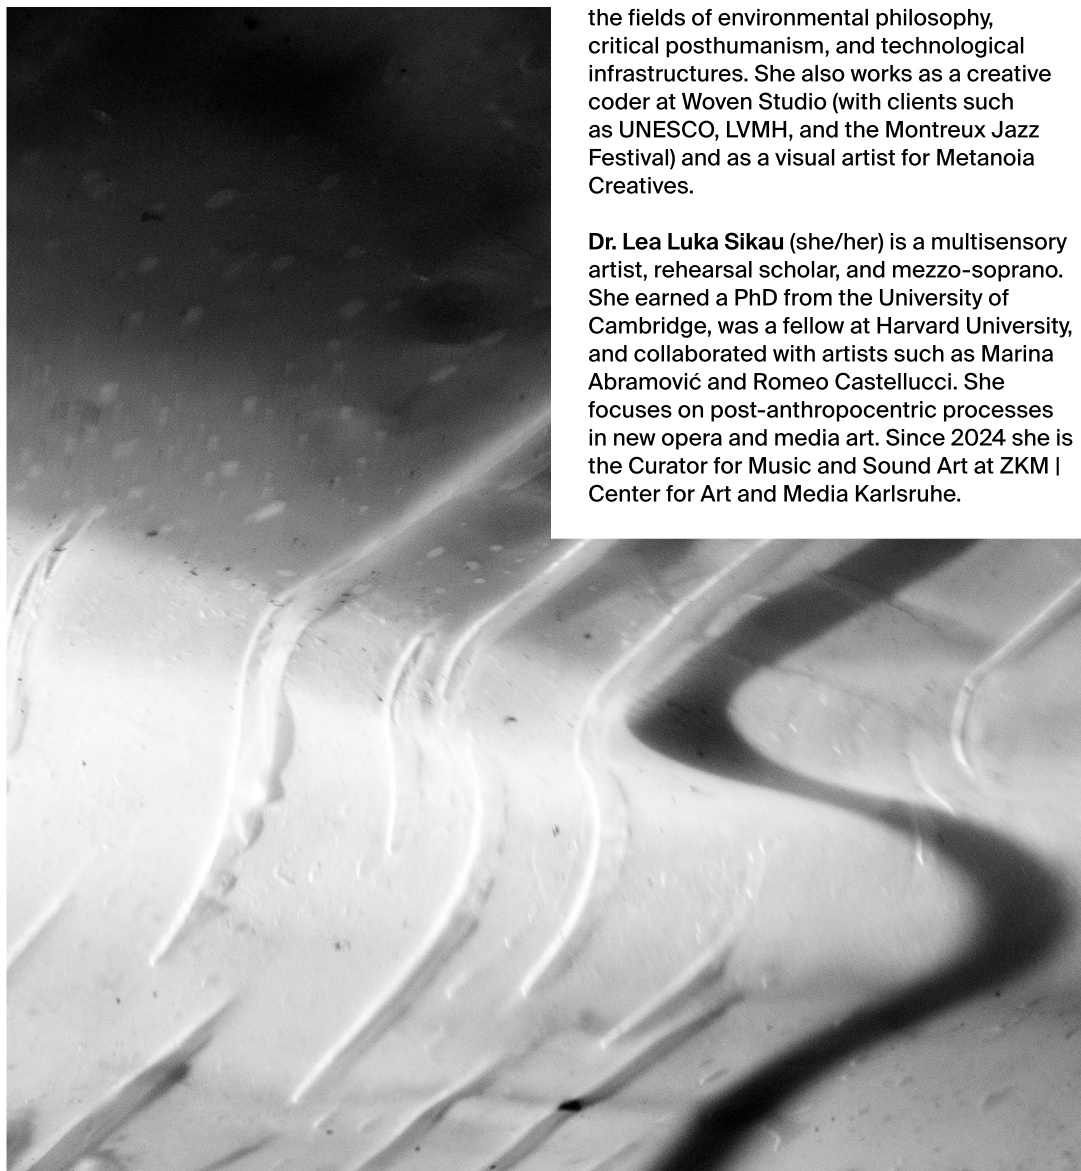 the fields of environmental philosophy,
critical posthumanism, and technological
infrastructures. She also works as a creative
coder at Woven Studio (with clients such
as UNESCO, LVMH, and the Montreux Jazz
Festival) and as a visual artist for Metanoia
Creatives.
Dr. Lea Luka Sikau (she/her) is a multisensory
artist, rehearsal scholar, and mezzo-soprano.
She earned a PhD from the University of
Cambridge, was a fellow at Harvard University,
and collaborated with artists such as Marina
Abramović and Romeo Castellucci. She
focuses on post-anthropocentric processes
in new opera and media art. Since 2024 she is
the Curator for Music and Sound Art at ZKM |
Center for Art and Media Karlsruhe.